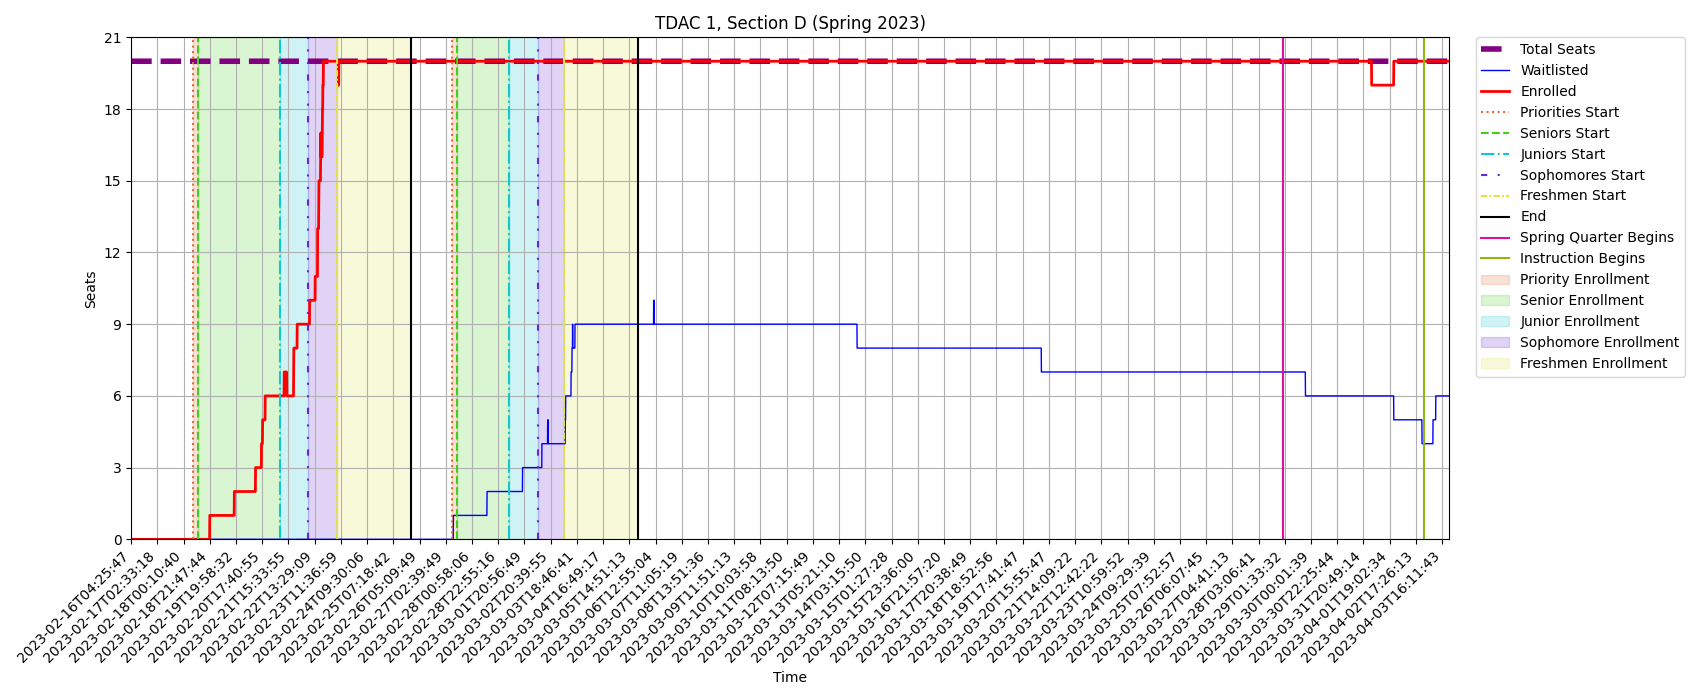 TDAC 1, Section D (Spring 2023)
21
18
15
12
9
6
3
0
Seats
2023-02-16T04:25:47
2023-02-17T02:33:18
2023-02-18T00:10:40
2023-02-18T21:47:44
2023-02-19T19:58:32
2023-02-20T17:40:55
2023-02-21T15:33:55
2023-02-22T13:29:09
2023-02-23T11:36:59
2023-02-24T09:30:06
2023-02-25T07:18:42
2023-02-26T05:09:49
2023-02-27T02:39:49
2023-02-28T00:58:06
2023-02-28T22:55:16
2023-03-01T20:56:49
2023-03-02T20:39:55
2023-03-03T18:46:41
2023-03-04T16:49:17
2023-03-05T14:51:13
2023-03-06T12:55:04
2023-03-07T11:05:19
2023-03-08T13:51:36
2023-03-09T11:51:13
2023-03-10T10:03:58
2023-03-11T08:13:50
2023-03-12T07:15:49
2023-03-13T05:21:10
2023-03-14T03:15:50
2023-03-15T01:27:28
2023-03-15T23:36:00
2023-03-16T21:57:20
2023-03-17T20:38:49
2023-03-18T18:52:56
2023-03-19T17:41:47
2023-03-20T15:55:47
2023-03-21T14:09:22
2023-03-22T12:42:22
2023-03-23T10:59:52
2023-03-24T09:29:39
2023-03-25T07:52:57
2023-03-26T06:07:45
2023-03-27T04:41:13
2023-03-28T03:06:41
2023-03-29T01:33:32
2023-03-30T00:01:39
2023-03-30T22:25:44
2023-03-31T20:49:14
2023-04-01T19:02:34
2023-04-02T17:26:13
2023-04-03T16:11:43
Time
Total Seats
Waitlisted
Enrolled
Priorities Start
Seniors Start
Juniors Start
Sophomores Start
Freshmen Start
End
Spring Quarter Begins
Instruction Begins
Priority Enrollment
Senior Enrollment
Junior Enrollment
Sophomore Enrollment
Freshmen Enrollment